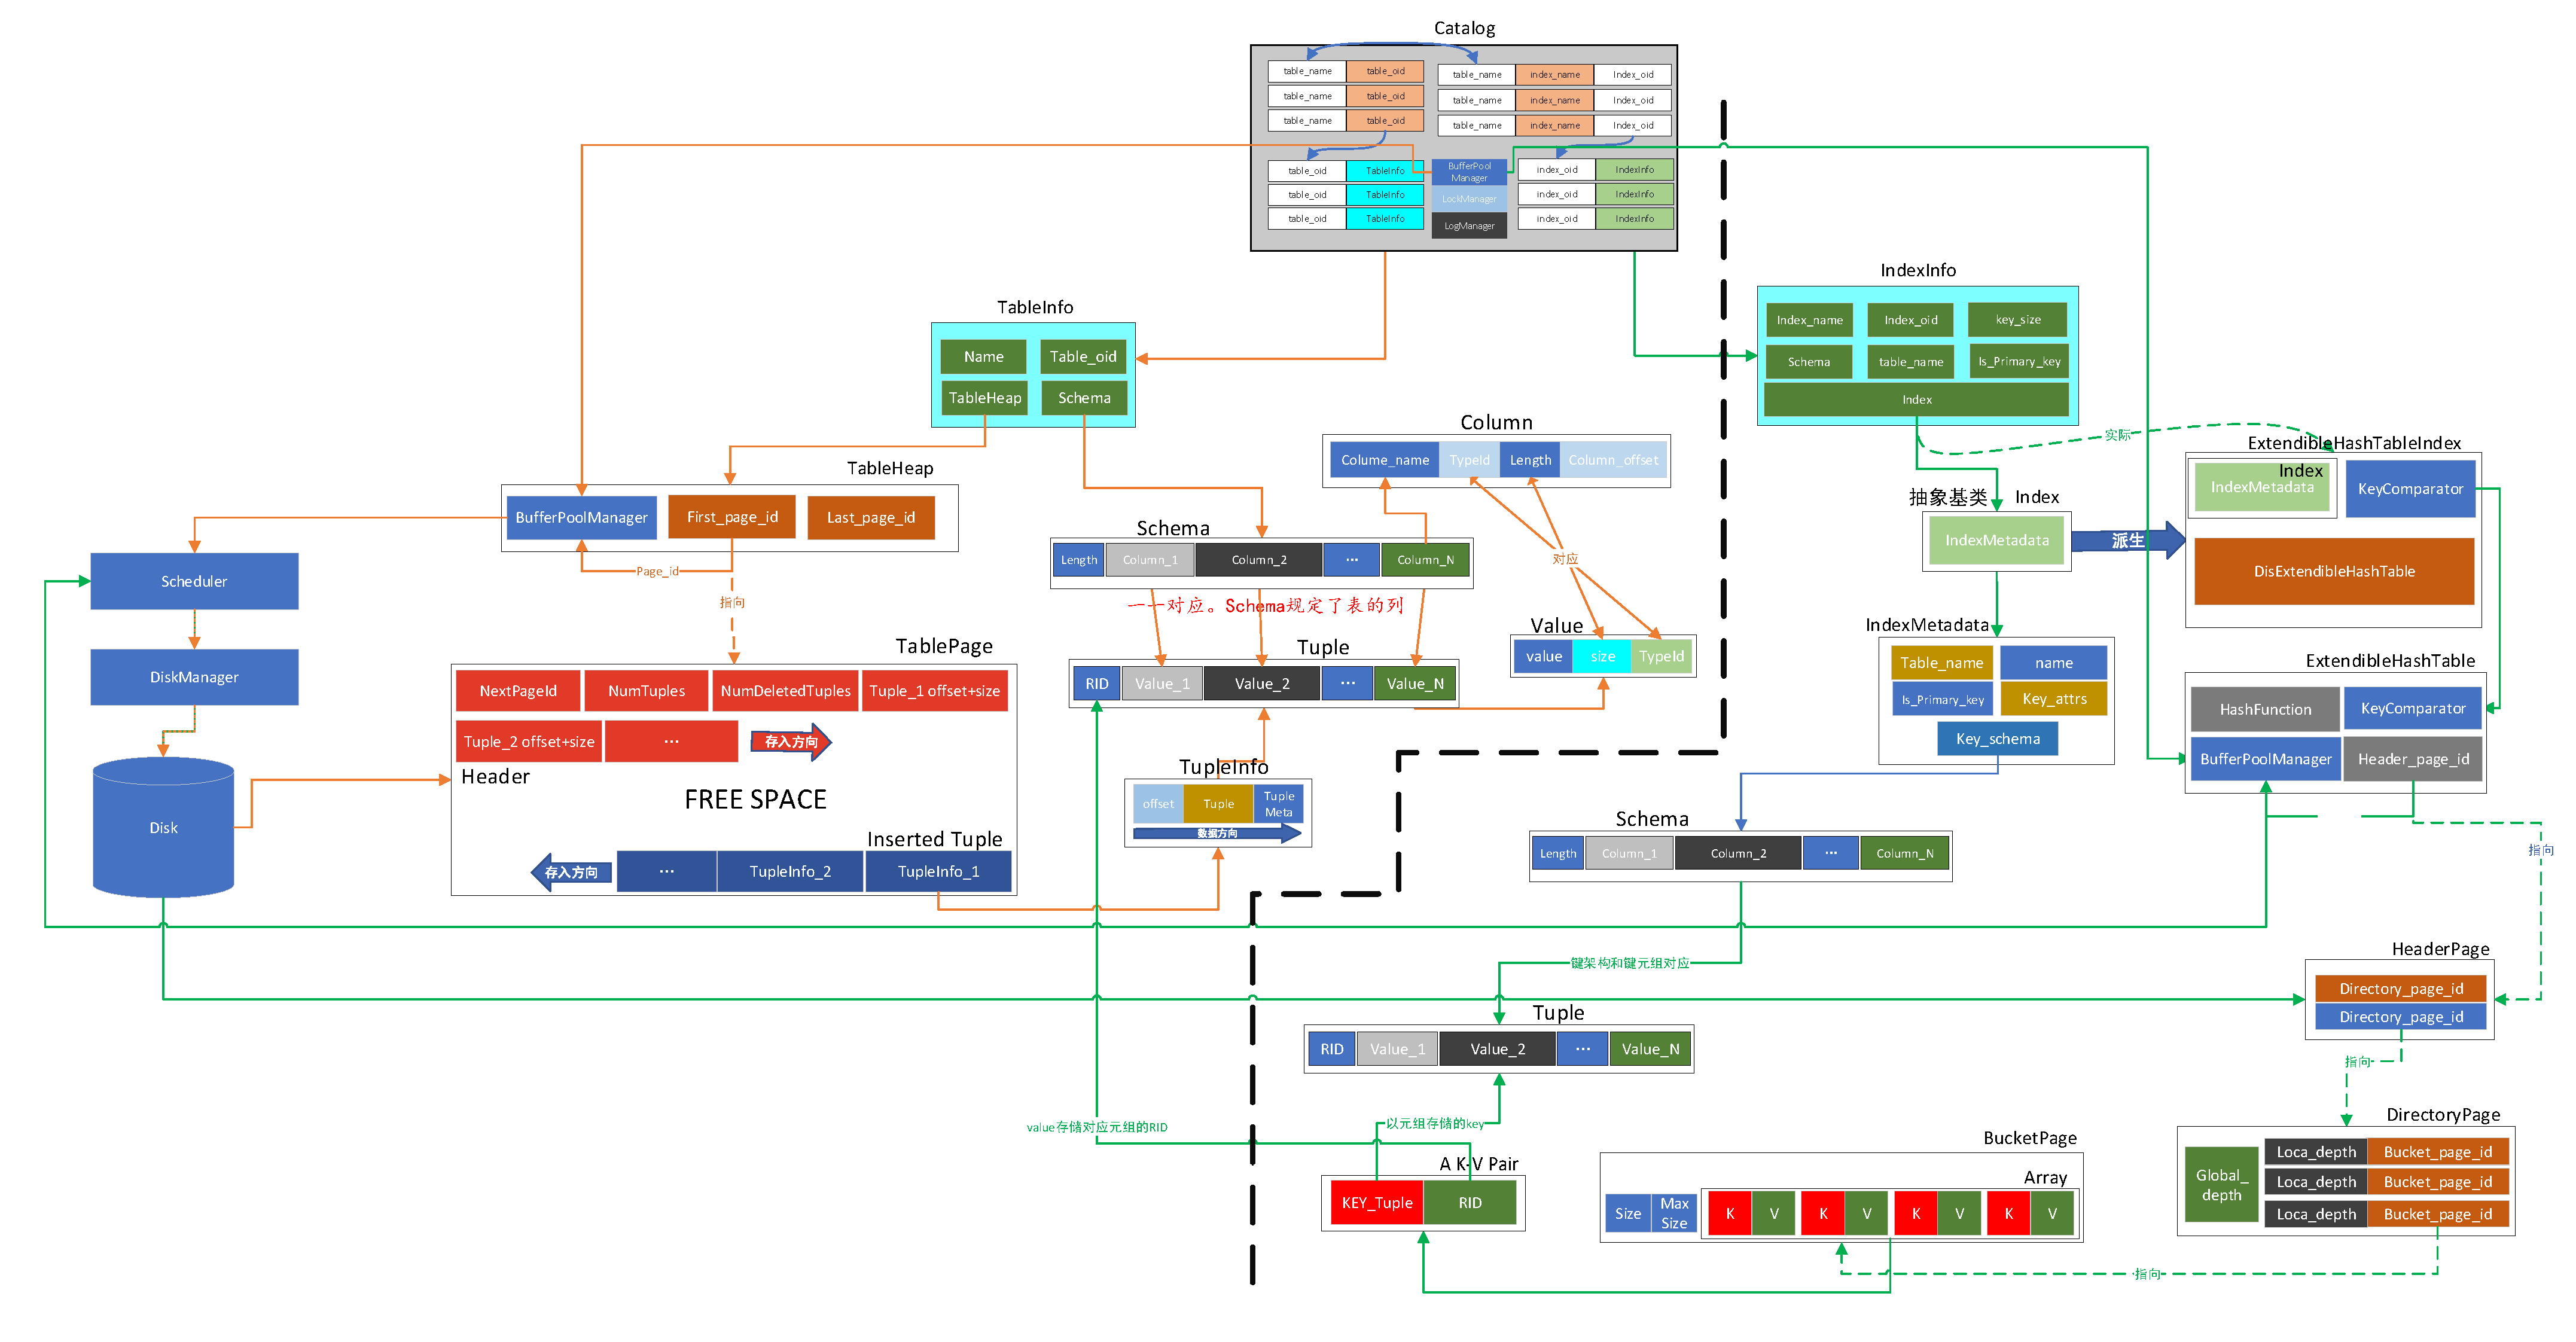 Catalog
table_name table_oid
table_name table_oid
table_name table_oid
table_name index_name Index_oid
table_name index_name Index_oid
table_name index_name Index_oid
table_oid TableInfo
table_oid TableInfo
table_oid TableInfo
BufferPool
Manager
LockManager
LogManager
index_oid IndexInfo
index_oid IndexInfo
index_oid IndexInfo
TableInfo
Name Table_oid
TableHeap Schema
IndexInfo
Index_name Index_oid key_size
Schema table_name Is_Primary_key
Index
实际
TableHeap
BufferPoolManager First_page_id Last_page_id
Page_id
指向
Scheduler
DiskManager
Disk
TablePage
NextPageId NumTuples NumDeletedTuples Tuple_1 offset+size
Tuple_2 offset+size ... 存入方向
Header
FREE SPACE
Inserted Tuple
存入方向 ... TupleInfo_2 TupleInfo_1
Column
Colume_name TypeId Length Column_offset
对应
Schema
Length Column_1 Column_2 ... Column_N
一一对应。Schema规定了表的列
Tuple
RID Value_1 Value_2 ... Value_N
Value
value size TypeId
TupleInfo
offset Tuple Tuple
Meta
数据方向
抽象基类 Index
IndexMetadata
派生
ExtendibleHashTableIndex
Index
IndexMetadata KeyComparator
DisExtendibleHashTable
IndexMetadata
Table_name name
Is_Primary_key Key_attrs
Key_schema
ExtendibleHashTable
HashFunction KeyComparator
BufferPoolManager Header_page_id
指向
Schema
Length Column_1 Column_2 ... Column_N
键架构和键元组对应
Tuple
RID Value_1 Value_2 ... Value_N
以元组存储的key
value存储对应元组的RID
A K-V Pair
KEY_Tuple RID
HeaderPage
Directory_page_id
Directory_page_id
指向
DirectoryPage
Global_
depth
Loca_depth Bucket_page_id
Loca_depth Bucket_page_id
Loca_depth Bucket_page_id
BucketPage
Array
Size Max
Size
K V K V K V K V
指向